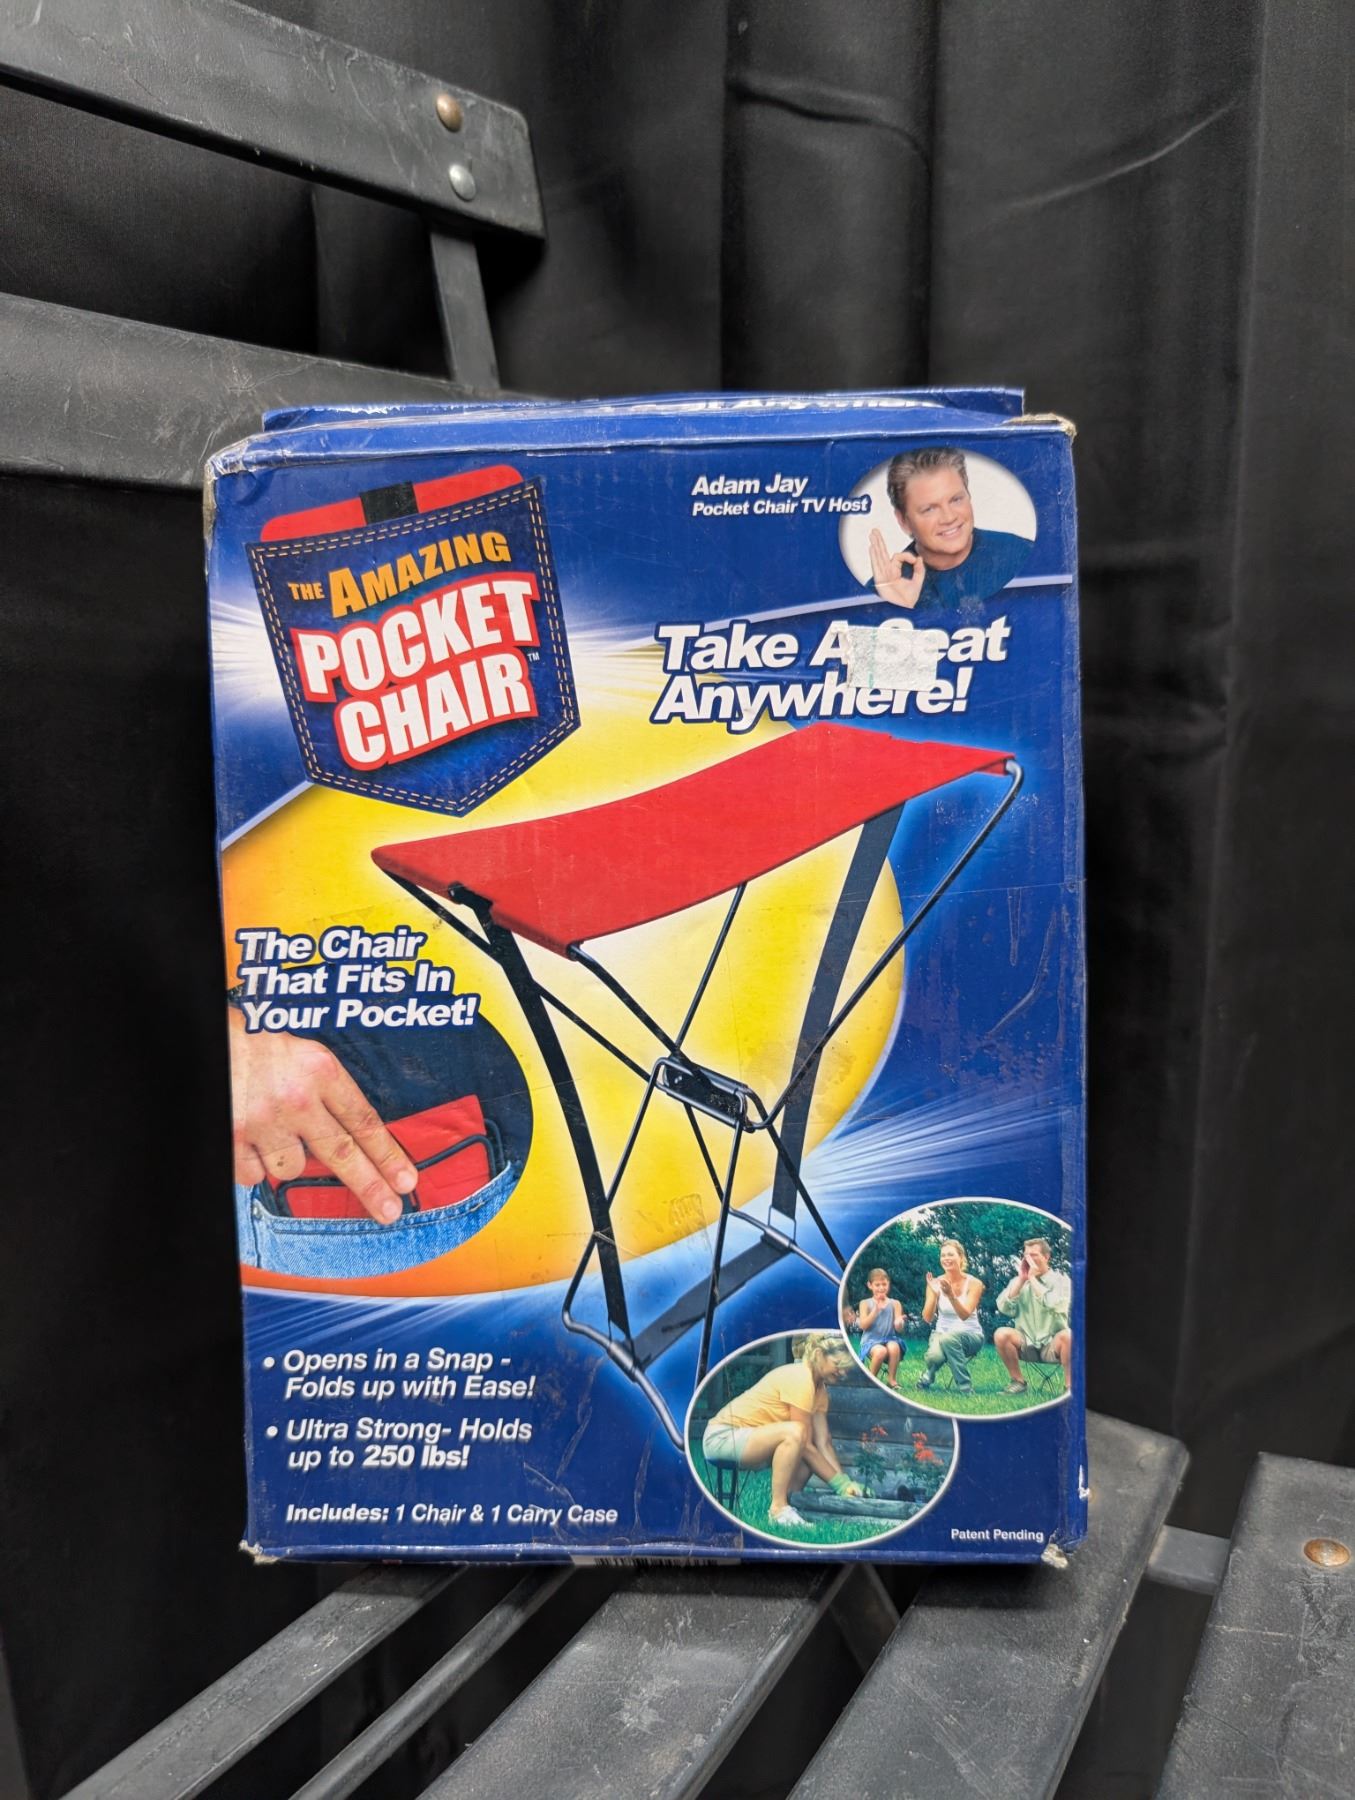 Adam Jay
Pocket Chair TV Host
THE AMAZING
POCKET
CHAIR™
Take A Seat
Anywhere!
The Chair
That Fits In
Your Pocket!
• Opens in a Snap -
Folds up with Ease!
• Ultra Strong- Holds
up to 250 lbs!
Includes: 1 Chair & 1 Carry Case
Patent Pending